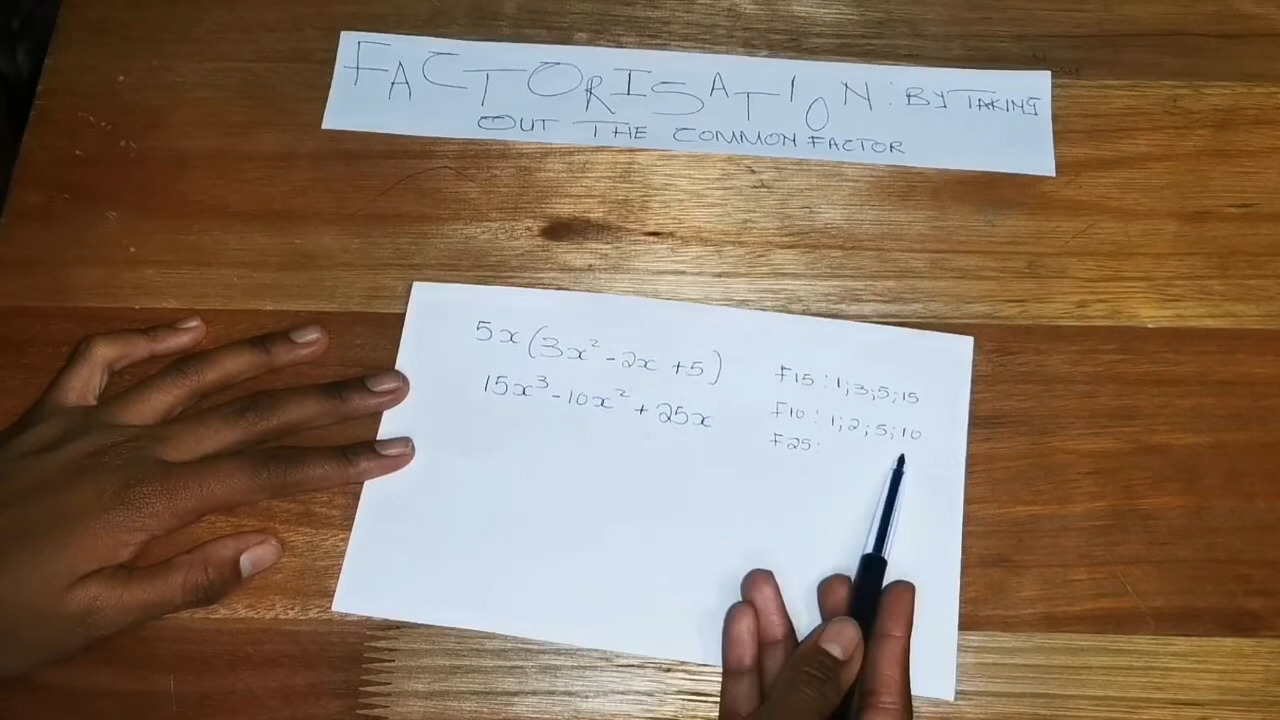 FACTORISATION: BY TAKING
OUT THE COMMON FACTOR
5x(3x² -2x +5)
15x³ -10x² + 25x
F15 : 1;3;5;15
F10 : 1;2;5;10
F25: